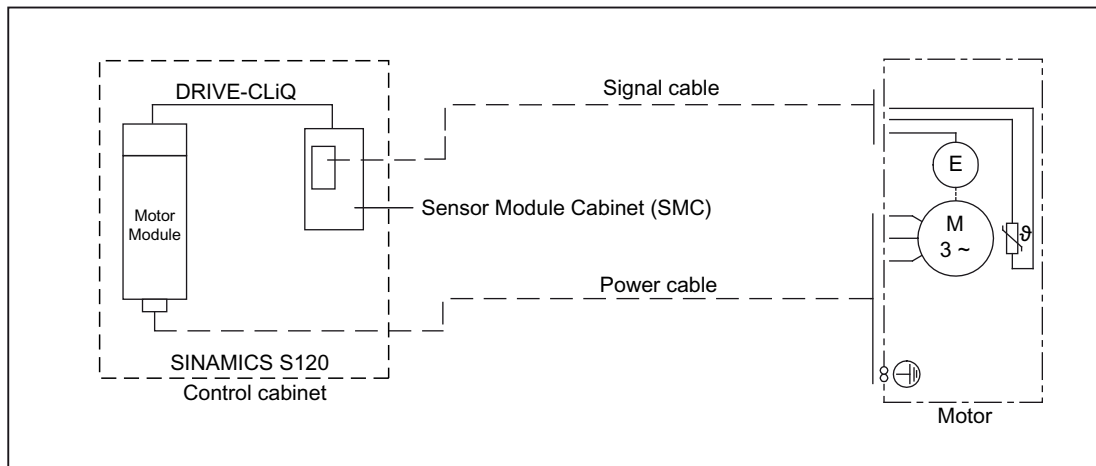 DRIVE-CLiQ
Signal cable
E
Motor
Module
Sensor Module Cabinet (SMC)
M
3 ~
ϑ
Power cable
SINAMICS S120
Control cabinet
Motor